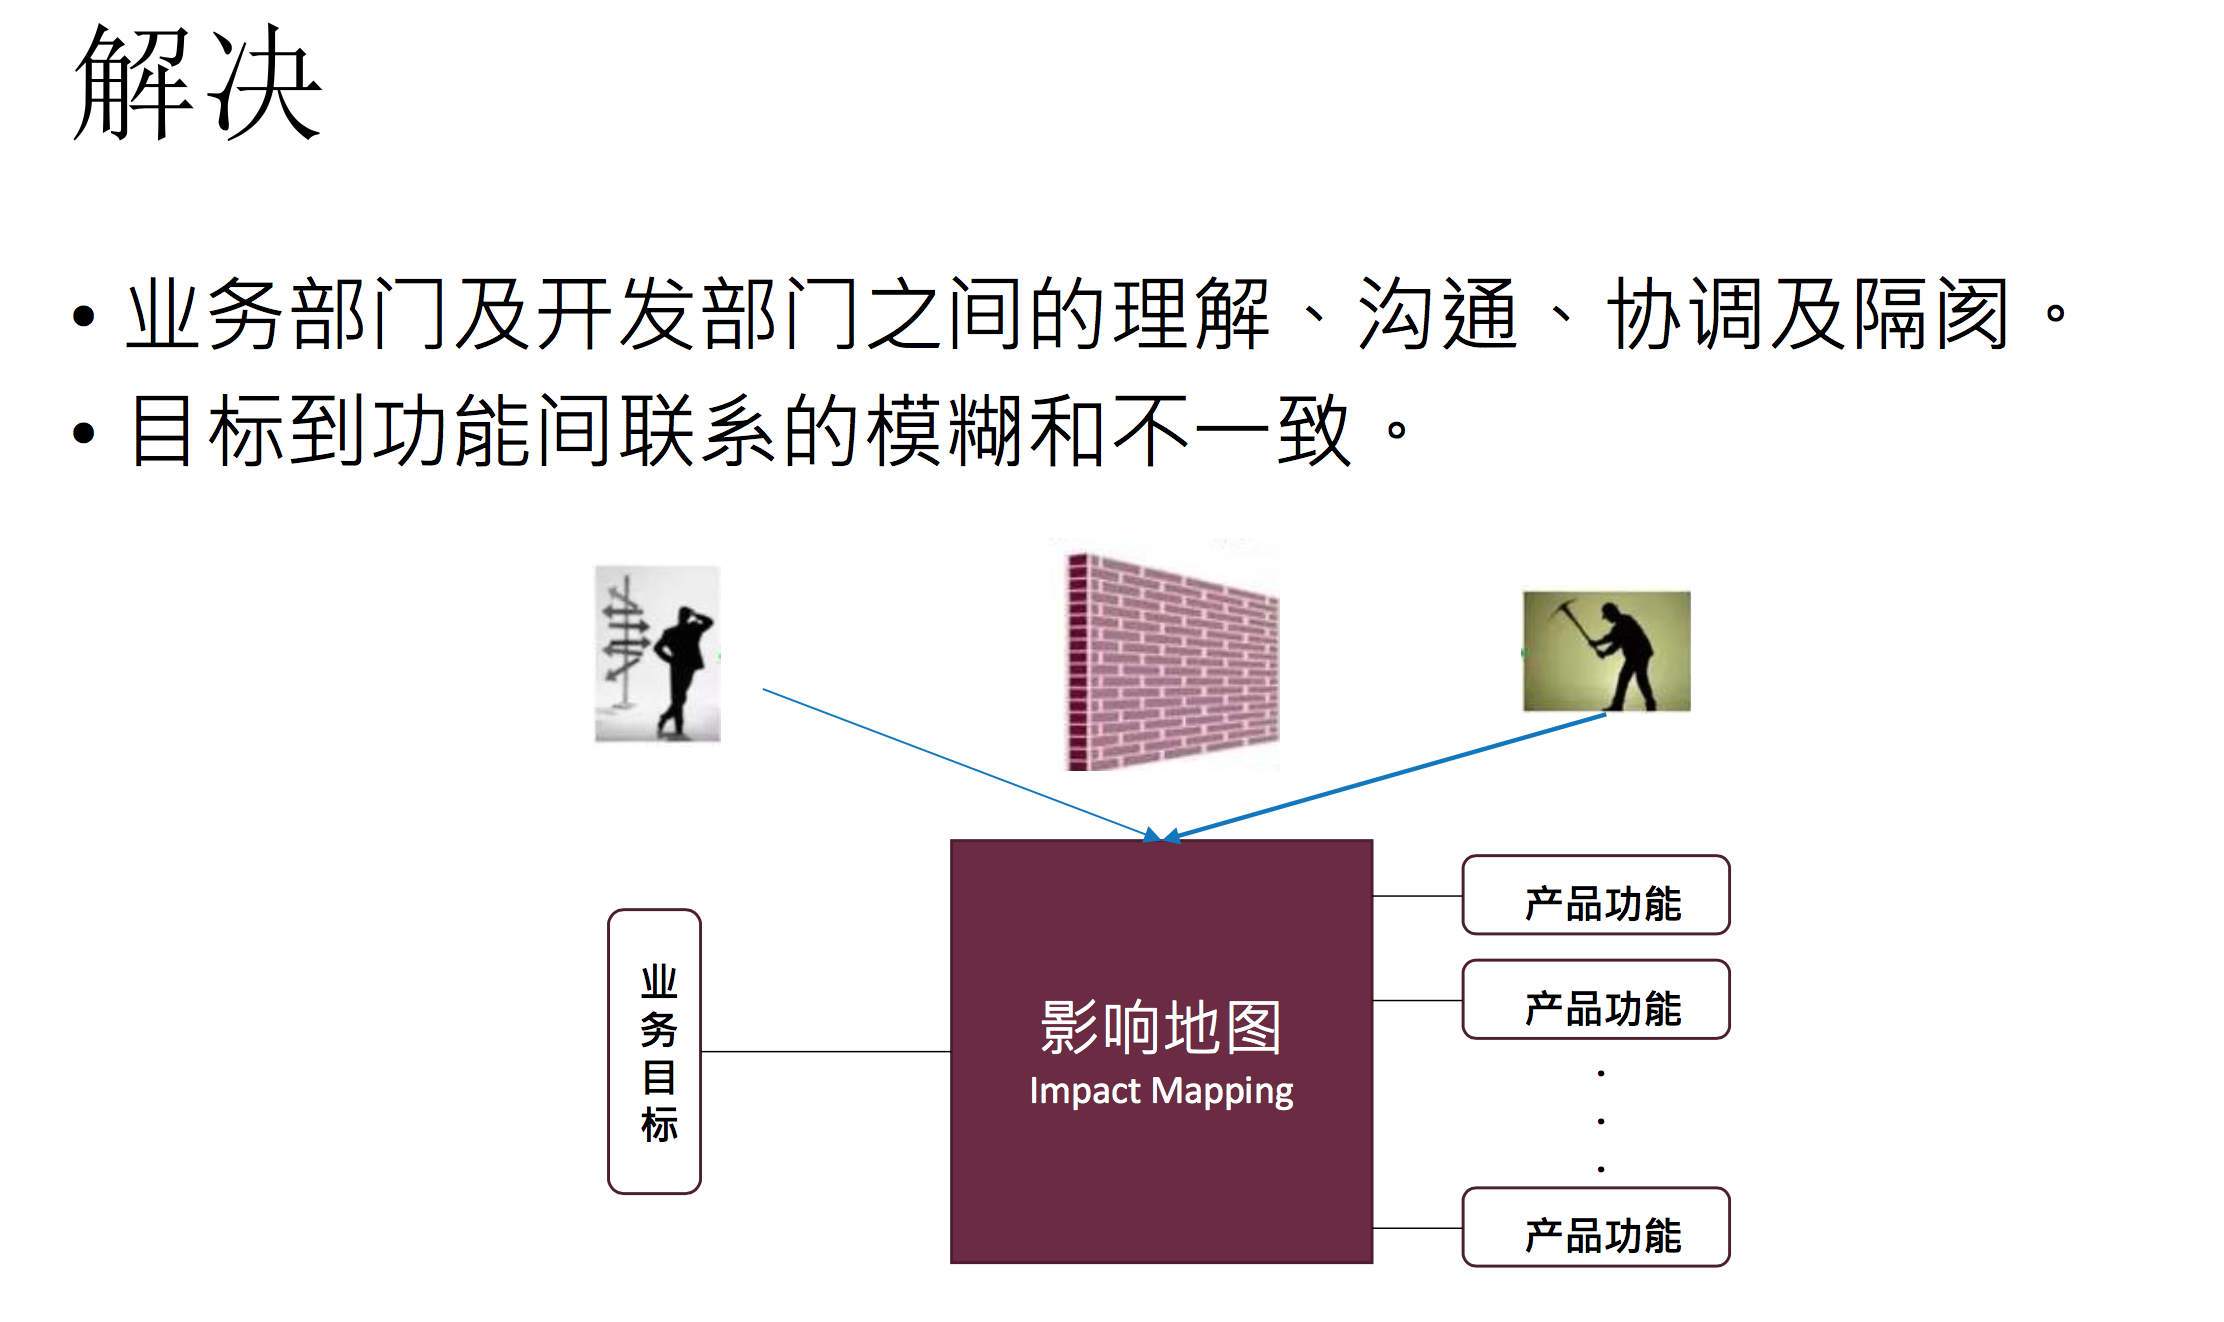 解决
• 业务部门及开发部门之间的理解、沟通、协调及隔阂。
• 目标到功能间联系的模糊和不一致。
业务目标
影响地图
Impact Mapping
产品功能
产品功能
.
.
.
产品功能